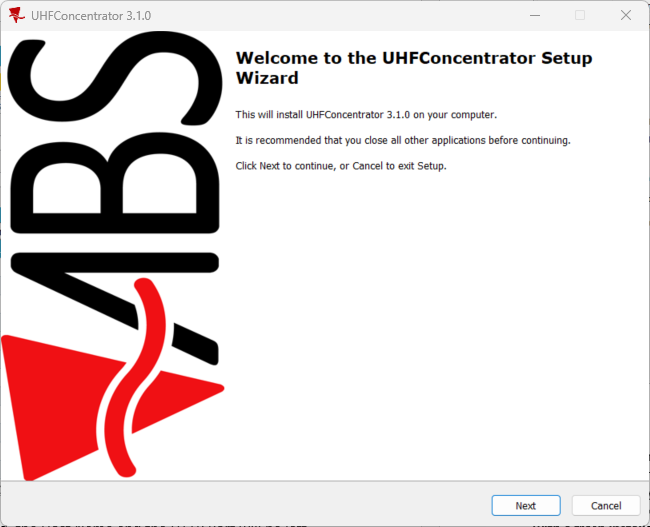 UHFConcentrator 3.1.0
ABS
Welcome to the UHFConcentrator Setup
Wizard
This will install UHFConcentrator 3.1.0 on your computer.
It is recommended that you close all other applications before continuing.
Click Next to continue, or Cancel to exit Setup.
Next
Cancel